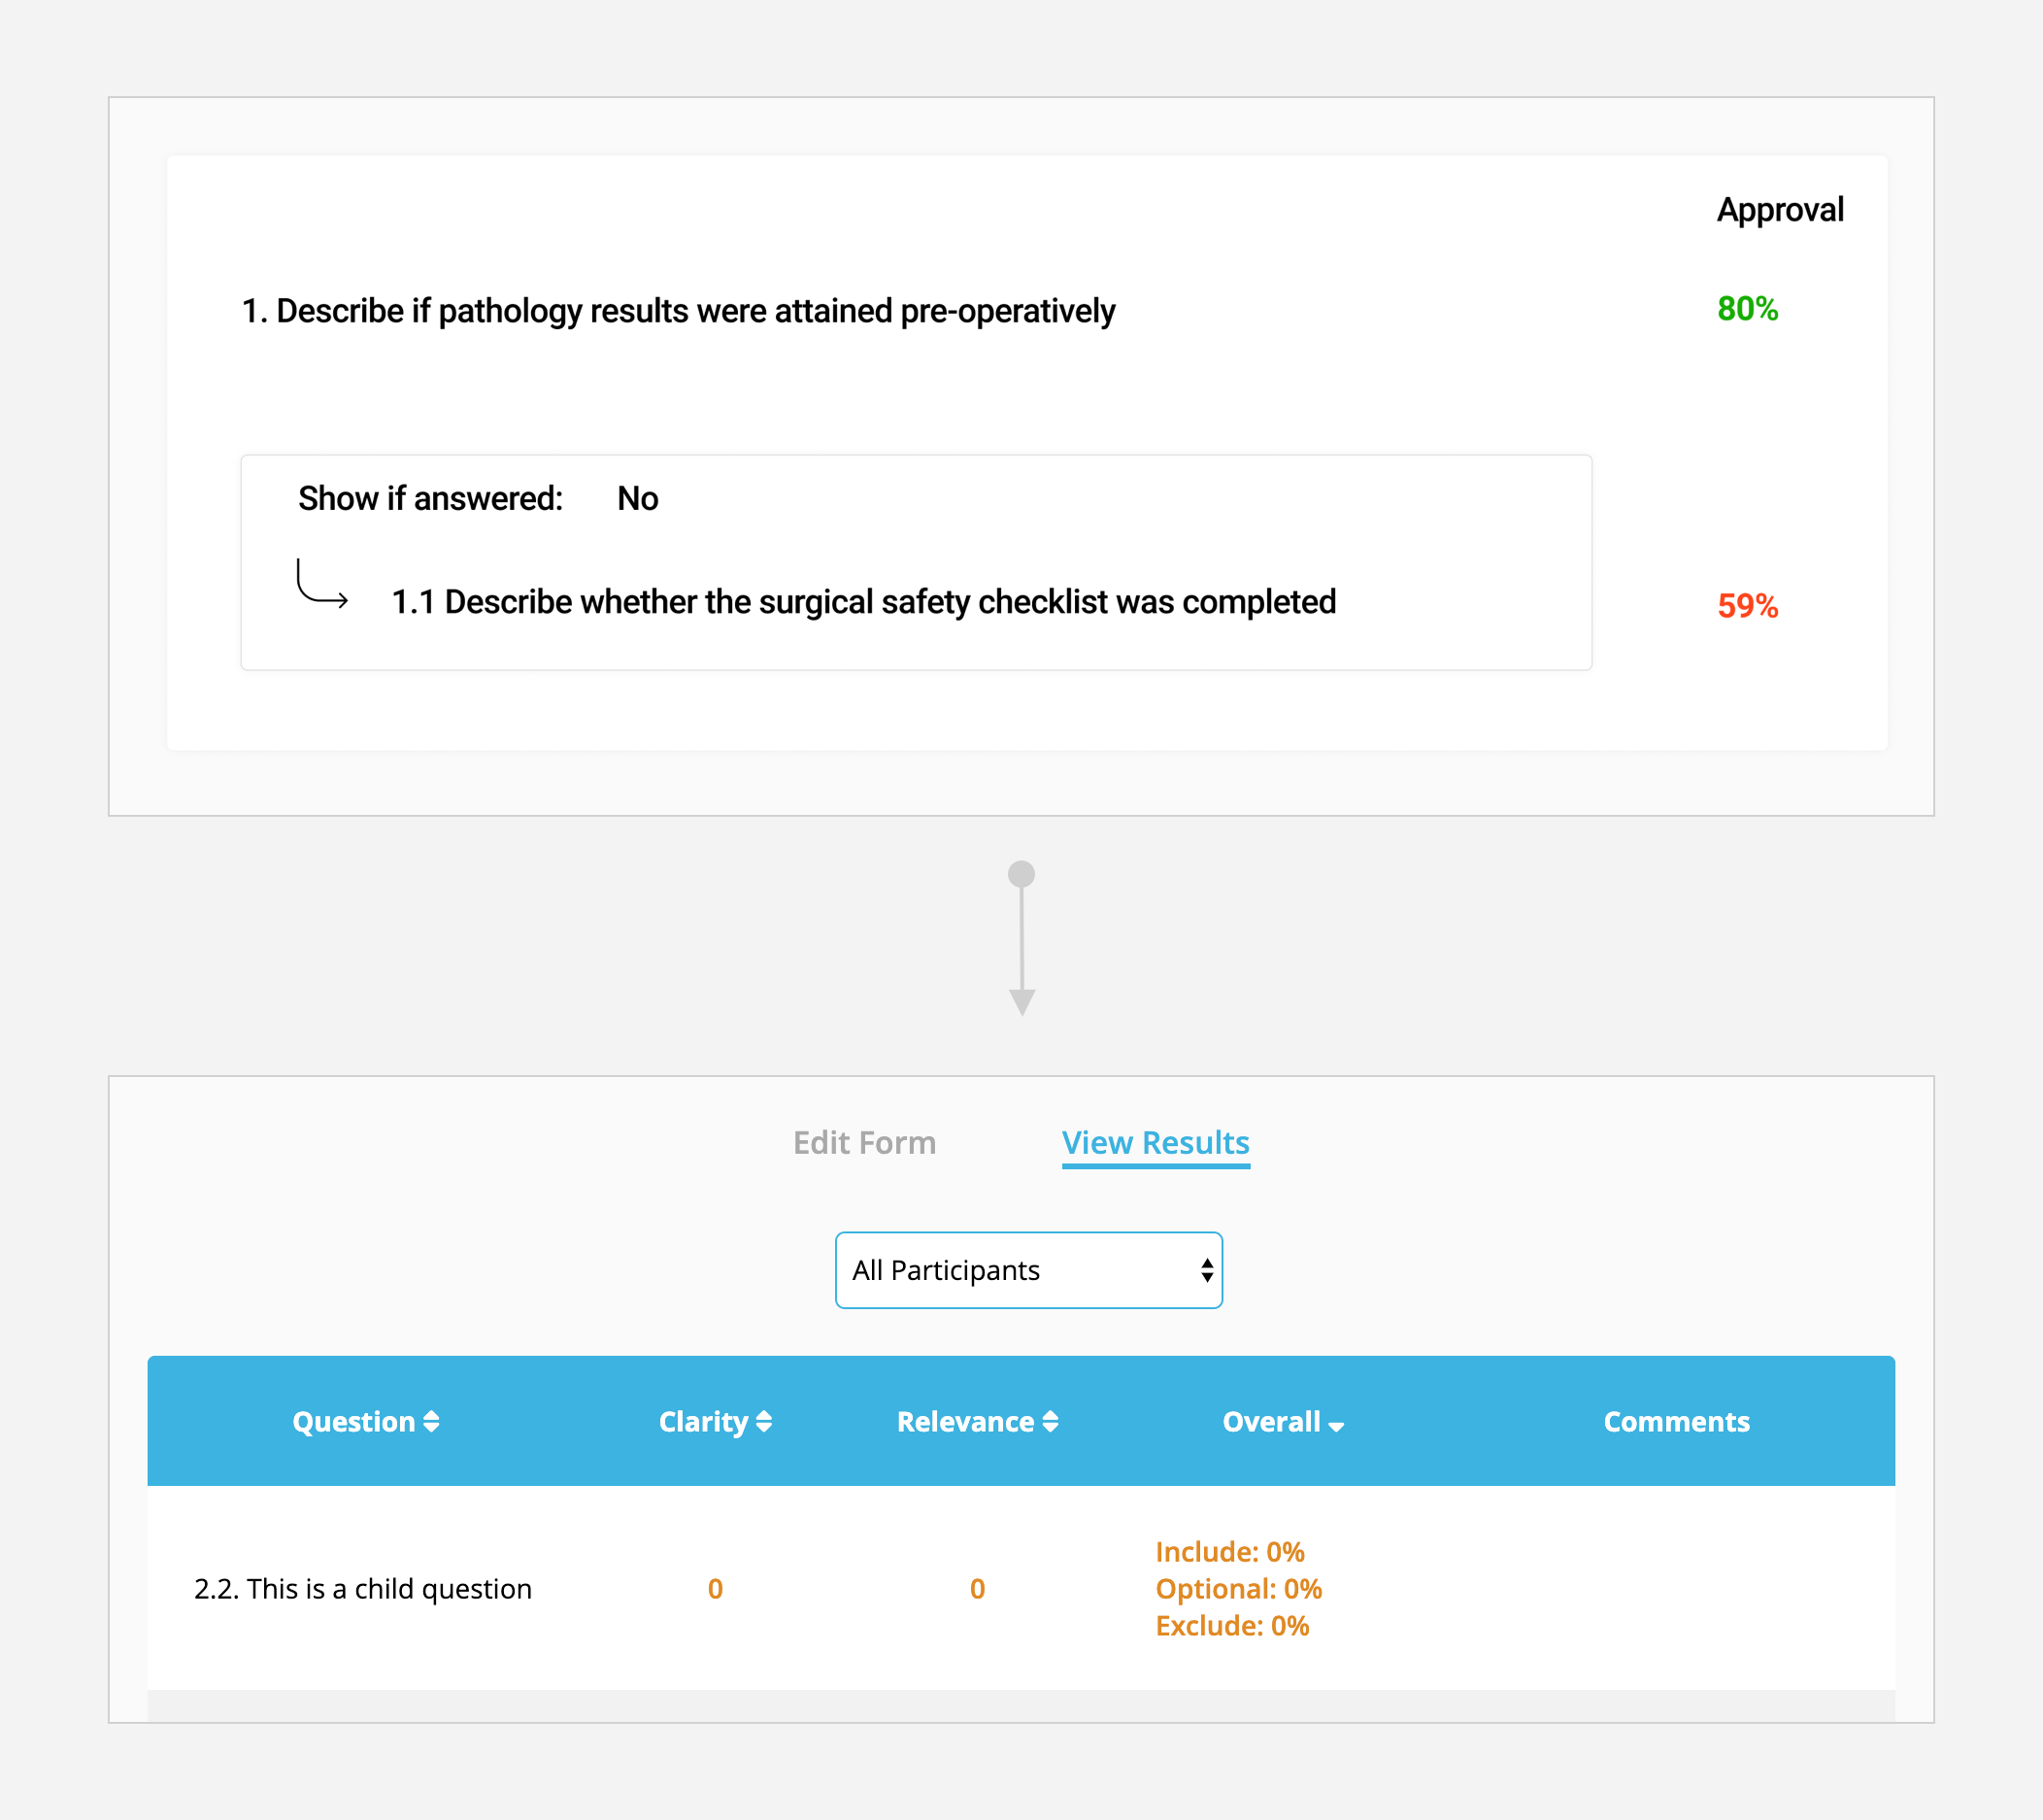 Approval
1. Describe if pathology results were attained pre-operatively
80%
Show if answered: No
1.1 Describe whether the surgical safety checklist was completed
59%
Edit Form View Results
All Participants
Question Clarity Relevance Overall Comments
Include: 0%
2.2. This is a child question 0 0 Optional: 0%
Exclude: 0%